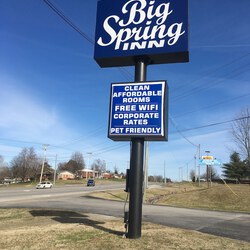 Big
Spring
INN
CLEAN
AFFORDABLE
ROOMS
FREE WIFI
CORPORATE
RATES
PET FRIENDLY